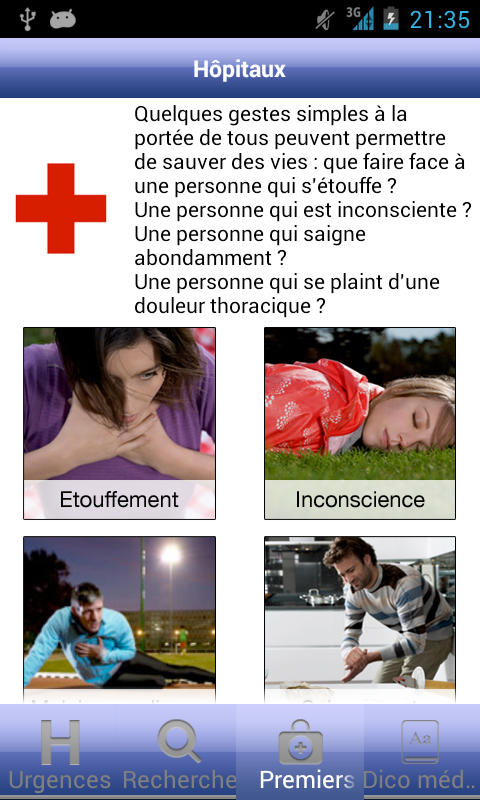 3G
21:35
Hôpitaux
Quelques gestes simples à la
portée de tous peuvent permettre
de sauver des vies : que faire face à
une personne qui s'étouffe ?
Une personne qui est inconsciente ?
Une personne qui saigne
abondamment ?
Une personne qui se plaint d'une
douleur thoracique ?
Etouffement
Inconscience
H
Aa
Urgences
Recherche
Premiers
Dico méd..